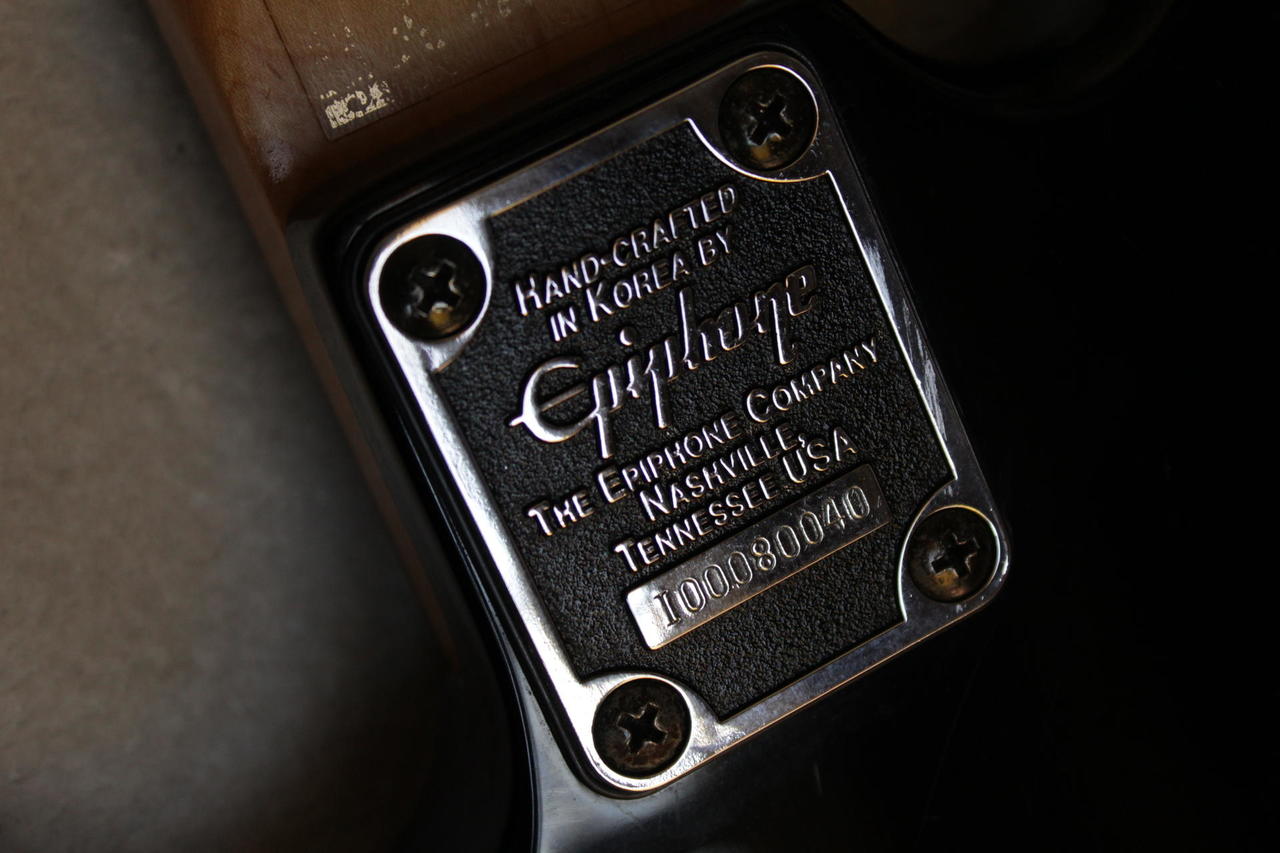 HAND-CRAFTED
IN KOREA BY
Epiphone
THE EPIPHONE COMPANY
NASHVILLE,
TENNESSEE USA
I00080040